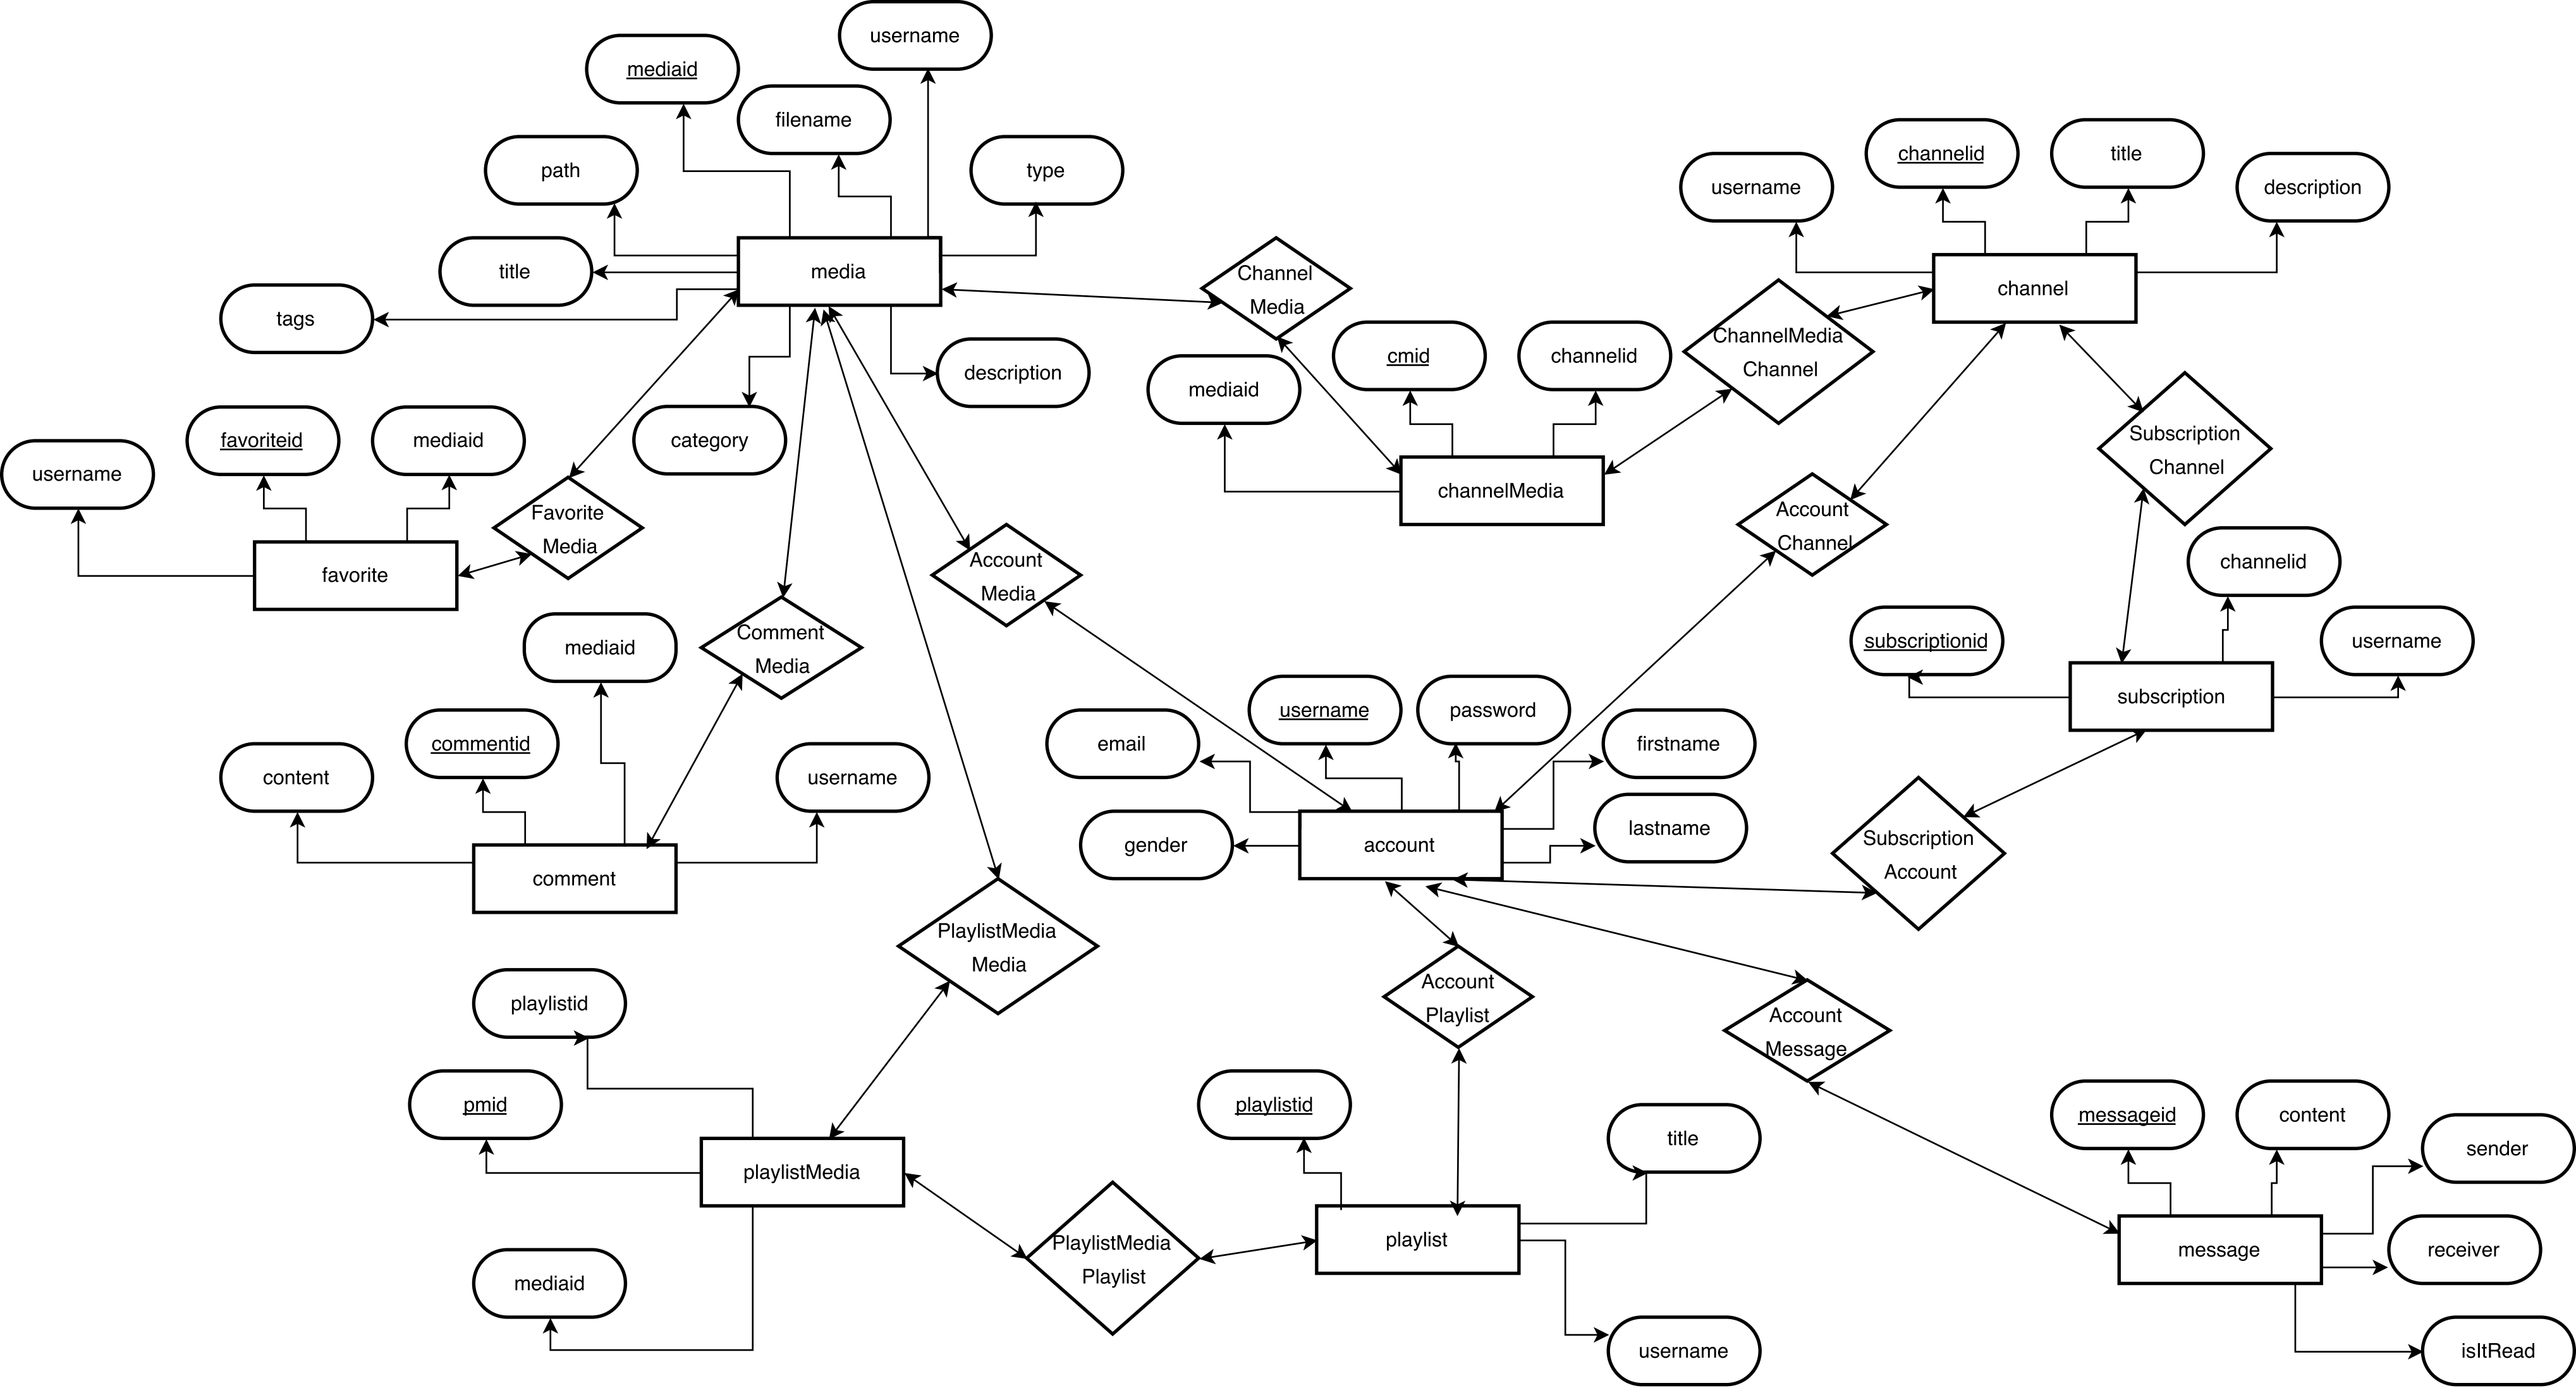 username
mediaid
filename
path
type
title
media
tags
description
category
Channel
Media
username
channelid
title
description
channel
ChannelMedia
Channel
mediaid
cmid
channelid
channelMedia
Subscription
Channel
Account
Channel
username
favoriteid
mediaid
favorite
Favorite
Media
Account
Media
Comment
Media
mediaid
channelid
subscriptionid
username
subscription
content
commentid
username
comment
email
username
password
firstname
lastname
gender
account
Subscription
Account
PlaylistMedia
Media
Account
Playlist
Account
Message
playlistid
pmid
playlistMedia
mediaid
PlaylistMedia
Playlist
playlistid
title
playlist
username
messageid
content
sender
message
receiver
isItRead